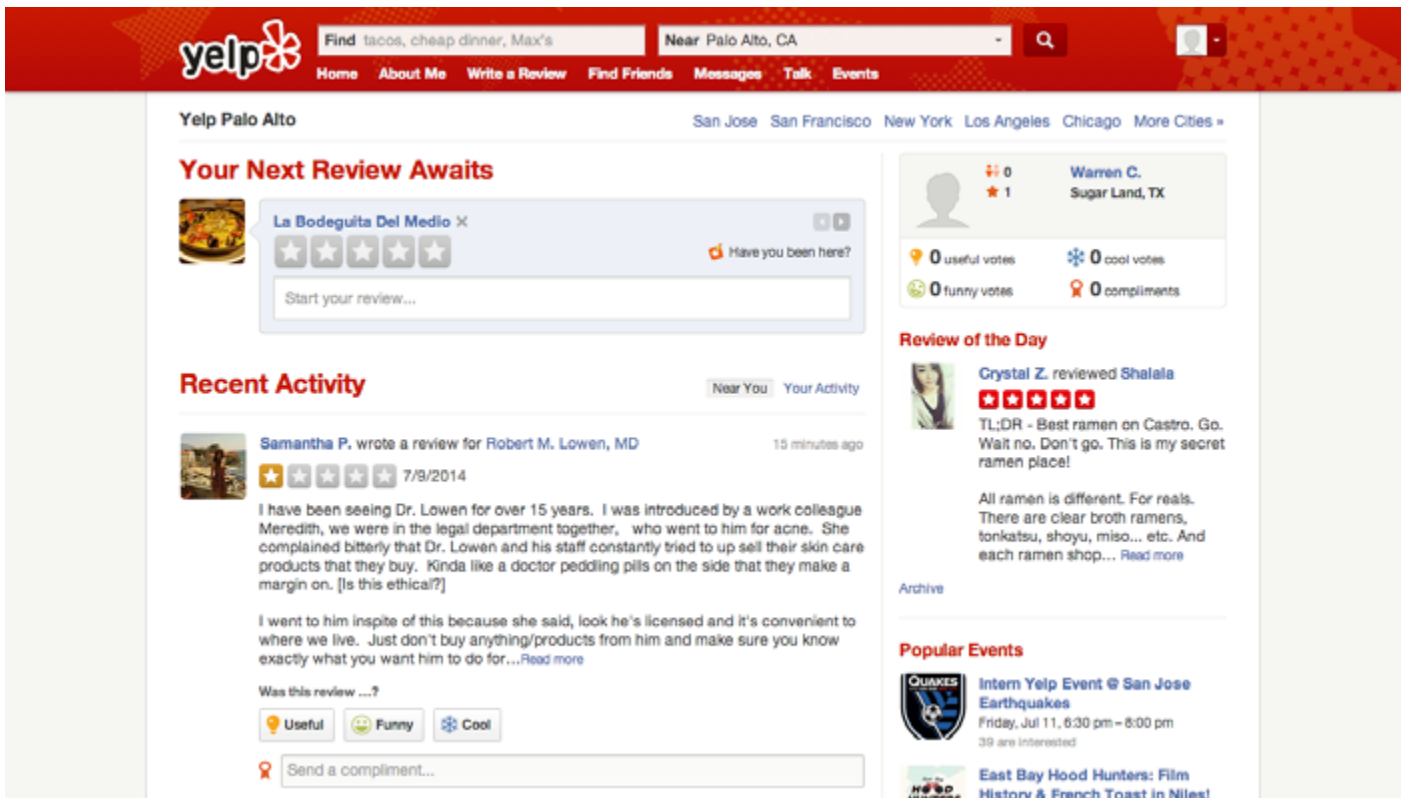 yelp
Find tacos, cheap dinner, Max's
Near Palo Alto, CA
Home About Me Write a Review Find Friends Messages Talk Events
Yelp Palo Alto
San Jose San Francisco New York Los Angeles Chicago More Cities »
Your Next Review Awaits
La Bodeguita Del Medio ×
Have you been here?
Start your review...
Recent Activity
Near You Your Activity
Samantha P. wrote a review for Robert M. Lowen, MD
15 minutes ago
7/9/2014
I have been seeing Dr. Lowen for over 15 years. I was introduced by a work colleague
Meredith, we were in the legal department together, who went to him for acne. She
complained bitterly that Dr. Lowen and his staff constantly tried to up sell their skin care
products that they buy. Kinda like a doctor peddling pills on the side that they make a
margin on. [Is this ethical?]
I went to him inspite of this because she said, look he's licensed and it's convenient to
where we live. Just don't buy anything/products from him and make sure you know
exactly what you want him to do for...Read more
Was this review ...?
Useful Funny Cool
Send a compliment...
0
Warren C.
1
Sugar Land, TX
0 useful votes
0 cool votes
0 funny votes
0 compliments
Review of the Day
Crystal Z. reviewed Shalala
TL;DR - Best ramen on Castro. Go.
Wait no. Don't go. This is my secret
ramen place!
All ramen is different. For reals.
There are clear broth ramens,
tonkatsu, shoyu, miso... etc. And
each ramen shop... Read more
Archive
Popular Events
QUAKES
Intern Yelp Event @ San Jose
Earthquakes
Friday, Jul 11, 6:30 pm – 8:00 pm
39 are interested
HOOD
HUNTERS
East Bay Hood Hunters: Film
History & French Toast in Niles!